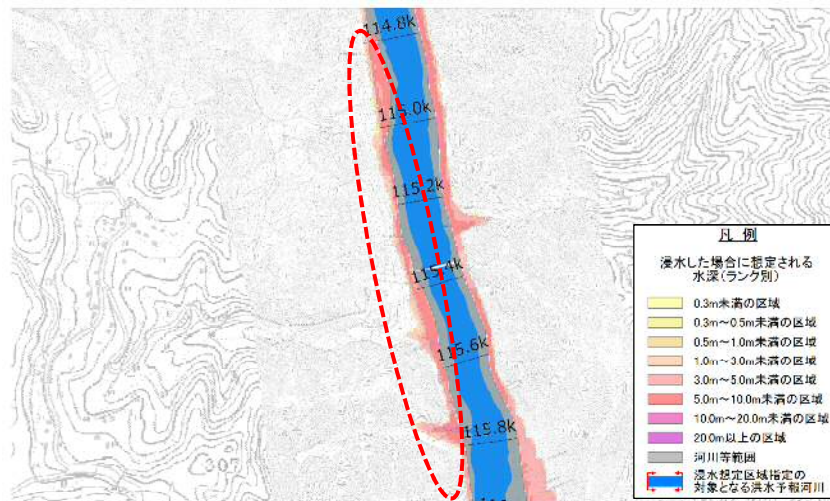 114.8k
115.0k
115.2k
115.4k
115.6k
115.8k
307
凡 例
浸水した場合に想定される
水深(ランク別)
0.3m未満の区域
0.3m～0.5m未満の区域
0.5m～1.0m未満の区域
1.0m～3.0m未満の区域
3.0m～5.0m未満の区域
5.0m～10.0m未満の区域
10.0m～20.0m未満の区域
20.0m以上の区域
河川等範囲
浸水想定区域指定の
対象となる洪水予報河川